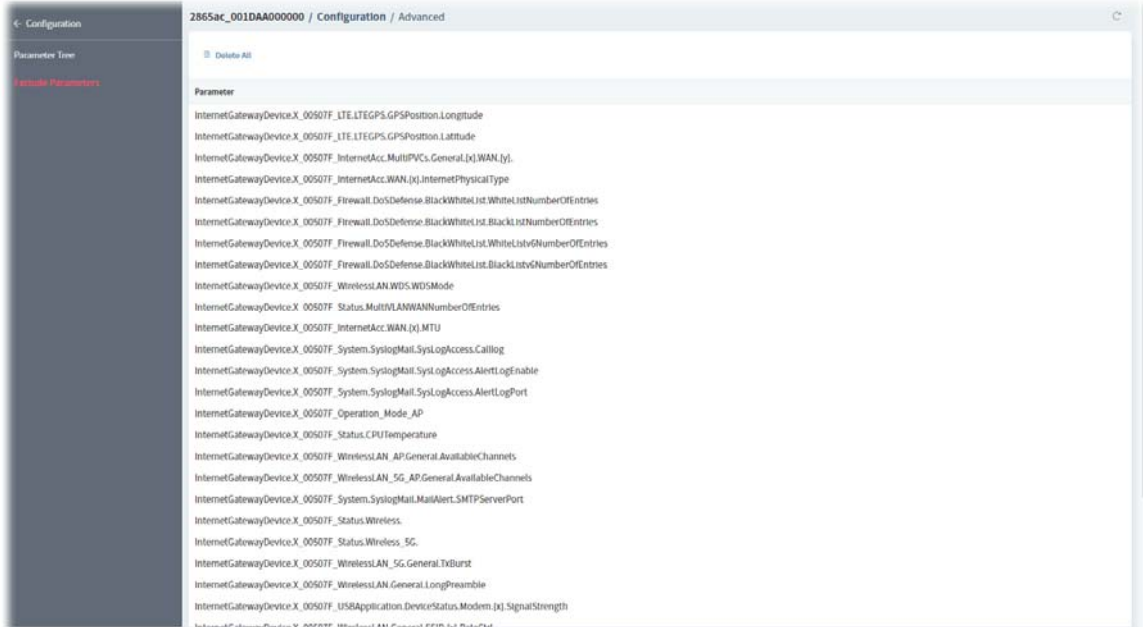 ← Configuration
2865ac_001DAA000000 / Configuration / Advanced
Parameter Tree
Exclude Parameters
Delete All
Parameter
InternetGatewayDevice.X_00507F_LTE.LTEGPS.GPSPosition.Longitude
InternetGatewayDevice.X_00507F_LTE.LTEGPS.GPSPosition.Latitude
InternetGatewayDevice.X_00507F_InternetAcc.MultiPVCs.General.{x}.WAN.{y}.
InternetGatewayDevice.X_00507F_InternetAcc.WAN.{x}.InternetPhysicalType
InternetGatewayDevice.X_00507F_Firewall.DoSDefense.BlackWhiteList.WhiteListNumberOfEntries
InternetGatewayDevice.X_00507F_Firewall.DoSDefense.BlackWhiteList.BlackListNumberOfEntries
InternetGatewayDevice.X_00507F_Firewall.DoSDefense.BlackWhiteList.WhiteListv6NumberOfEntries
InternetGatewayDevice.X_00507F_Firewall.DoSDefense.BlackWhiteList.BlackListv6NumberOfEntries
InternetGatewayDevice.X_00507F_WirelessLAN.WDS.WDSMode
InternetGatewayDevice.X_00507F_Status.MultiVLANWANNumberOfEntries
InternetGatewayDevice.X_00507F_InternetAcc.WAN.{x}.MTU
InternetGatewayDevice.X_00507F_System.SyslogMail.SysLogAccess.Calllog
InternetGatewayDevice.X_00507F_System.SyslogMail.SysLogAccess.AlertLogEnable
InternetGatewayDevice.X_00507F_System.SyslogMail.SysLogAccess.AlertLogPort
InternetGatewayDevice.X_00507F_Operation_Mode_AP
InternetGatewayDevice.X_00507F_Status.CPUTemperature
InternetGatewayDevice.X_00507F_WirelessLAN_AP.General.AvailableChannels
InternetGatewayDevice.X_00507F_WirelessLAN_5G_AP.General.AvailableChannels
InternetGatewayDevice.X_00507F_System.SyslogMail.MailAlert.SMTPServerPort
InternetGatewayDevice.X_00507F_Status.Wireless.
InternetGatewayDevice.X_00507F_Status.Wireless_5G.
InternetGatewayDevice.X_00507F_WirelessLAN_5G.General.TxBurst
InternetGatewayDevice.X_00507F_WirelessLAN.General.LongPreamble
InternetGatewayDevice.X_00507F_USBApplication.DeviceStatus.Modem.{x}.SignalStrength